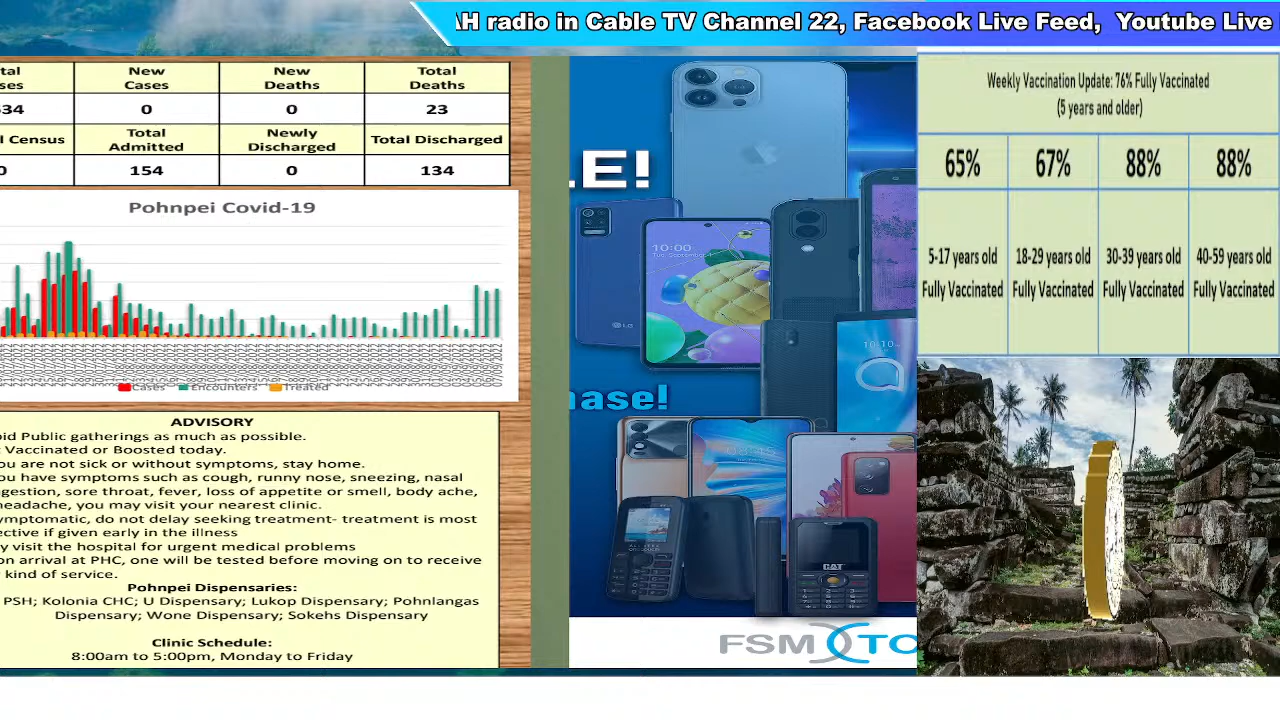 AH radio in Cable TV Channel 22, Facebook Live Feed, Youtube Live
New Cases
New Deaths
Total Deaths
34
0
0
23
Census
Total Admitted
Newly Discharged
Total Discharged
0
154
0
134
Pohnpei Covid-19
Cases
Encounters
Treated
ADVISORY
Public gatherings as much as possible.
Vaccinated or Boosted today.
you are not sick or without symptoms, stay home.
you have symptoms such as cough, runny nose, sneezing, nasal
gestion, sore throat, fever, loss of appetite or smell, body ache,
headache, you may visit your nearest clinic.
ymptomatic, do not delay seeking treatment- treatment is most
ective if given early in the illness
y visit the hospital for urgent medical problems
on arrival at PHC, one will be tested before moving on to receive
kind of service.
Pohnpei Dispensaries:
PSH; Kolonia CHC; U Dispensary; Lukop Dispensary; Pohnlangas
Dispensary; Wone Dispensary; Sokehs Dispensary
Clinic Schedule:
8:00am to 5:00pm, Monday to Friday
LE!
10:00
LG
10:10
hase!
CAT
FSM TC
Weekly Vaccination Update: 76% Fully Vaccinated
(5 years and older)
65%
67%
88%
88%
5-17 years old
Fully Vaccinated
18-29 years old
Fully Vaccinated
30-39 years old
Fully Vaccinated
40-59 years old
Fully Vaccinated